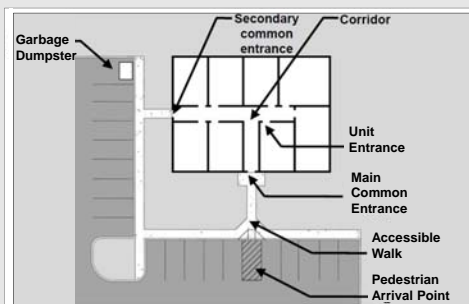 Secondary
common
entrance
Corridor
Garbage
Dumpster
Unit
Entrance
Main
Common
Entrance
Accessible
Walk
Pedestrian
Arrival Point